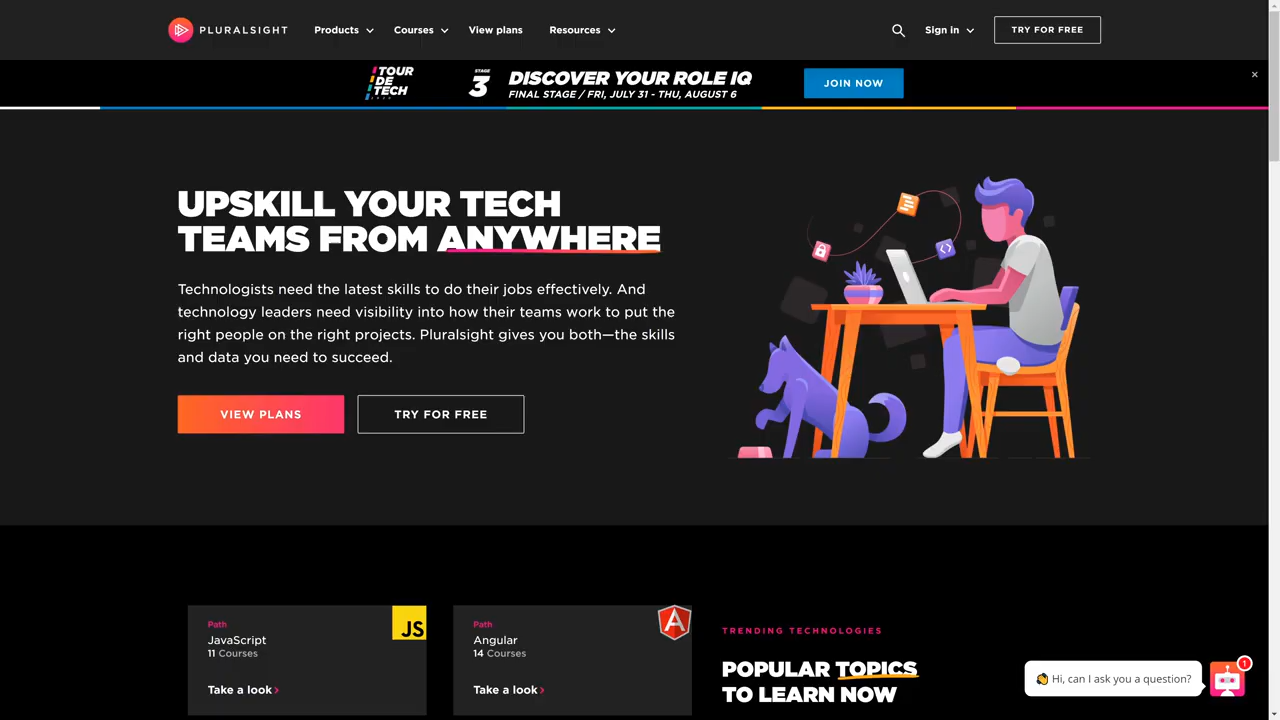 PLURALSIGHT
Products
Courses
View plans
Resources
Sign in
TRY FOR FREE
TOUR
DE
TECH
STAGE
3
DISCOVER YOUR ROLE IQ
FINAL STAGE / FRI, JULY 31 - THU, AUGUST 6
JOIN NOW
×
UPSKILL YOUR TECH
TEAMS FROM ANYWHERE
Technologists need the latest skills to do their jobs effectively. And
technology leaders need visibility into how their teams work to put the
right people on the right projects. Pluralsight gives you both—the skills
and data you need to succeed.
VIEW PLANS
TRY FOR FREE
Path
JavaScript
11 Courses
Take a look
JS
Path
Angular
14 Courses
Take a look
A
TRENDING TECHNOLOGIES
POPULAR TOPICS
TO LEARN NOW
👋 Hi, can I ask you a question?
1